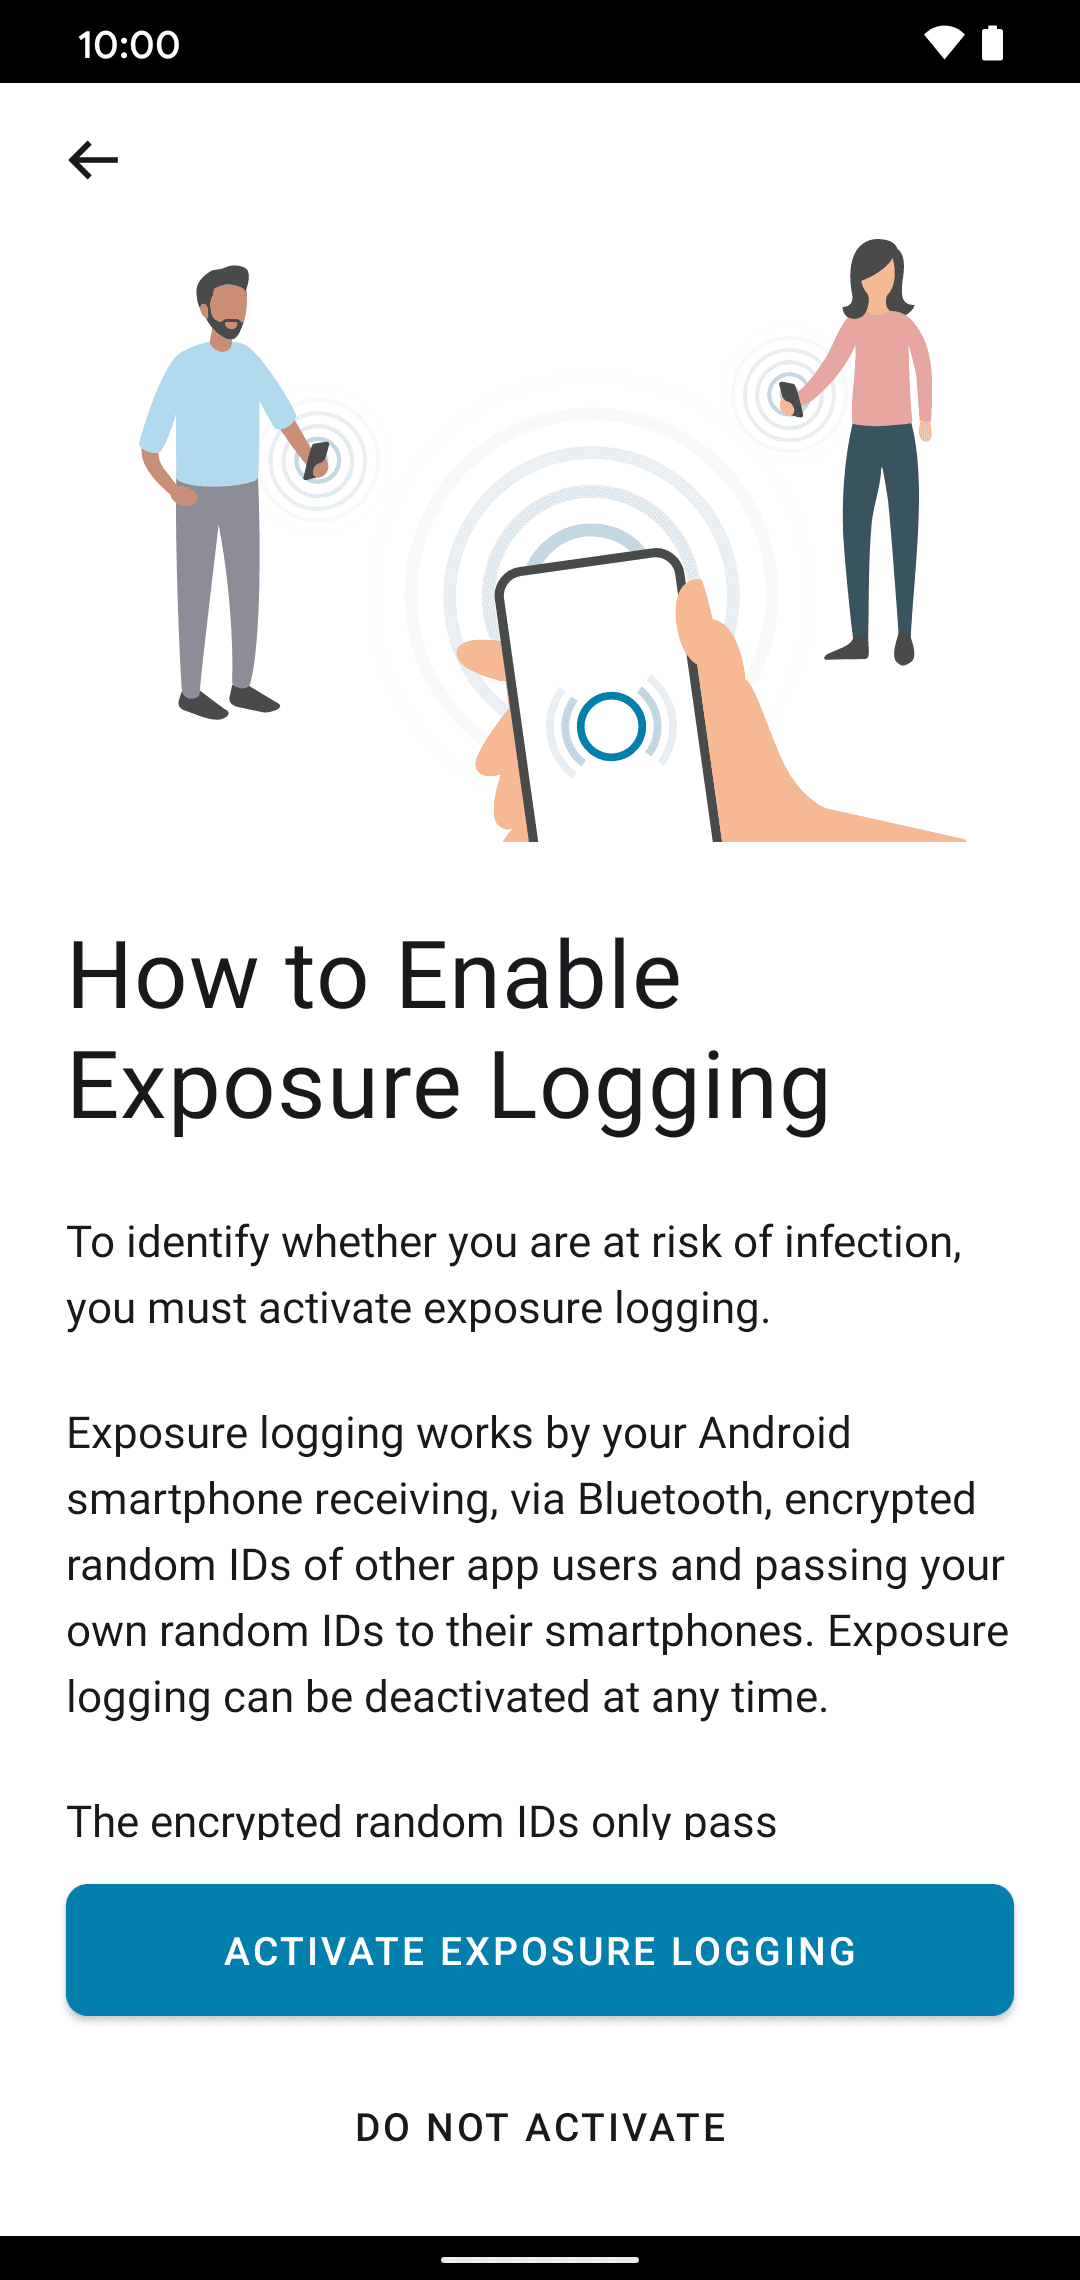 10:00
How to Enable
Exposure Logging
To identify whether you are at risk of infection,
you must activate exposure logging.
Exposure logging works by your Android
smartphone receiving, via Bluetooth, encrypted
random IDs of other app users and passing your
own random IDs to their smartphones. Exposure
logging can be deactivated at any time.
The encrypted random IDs only pass
ACTIVATE EXPOSURE LOGGING
DO NOT ACTIVATE